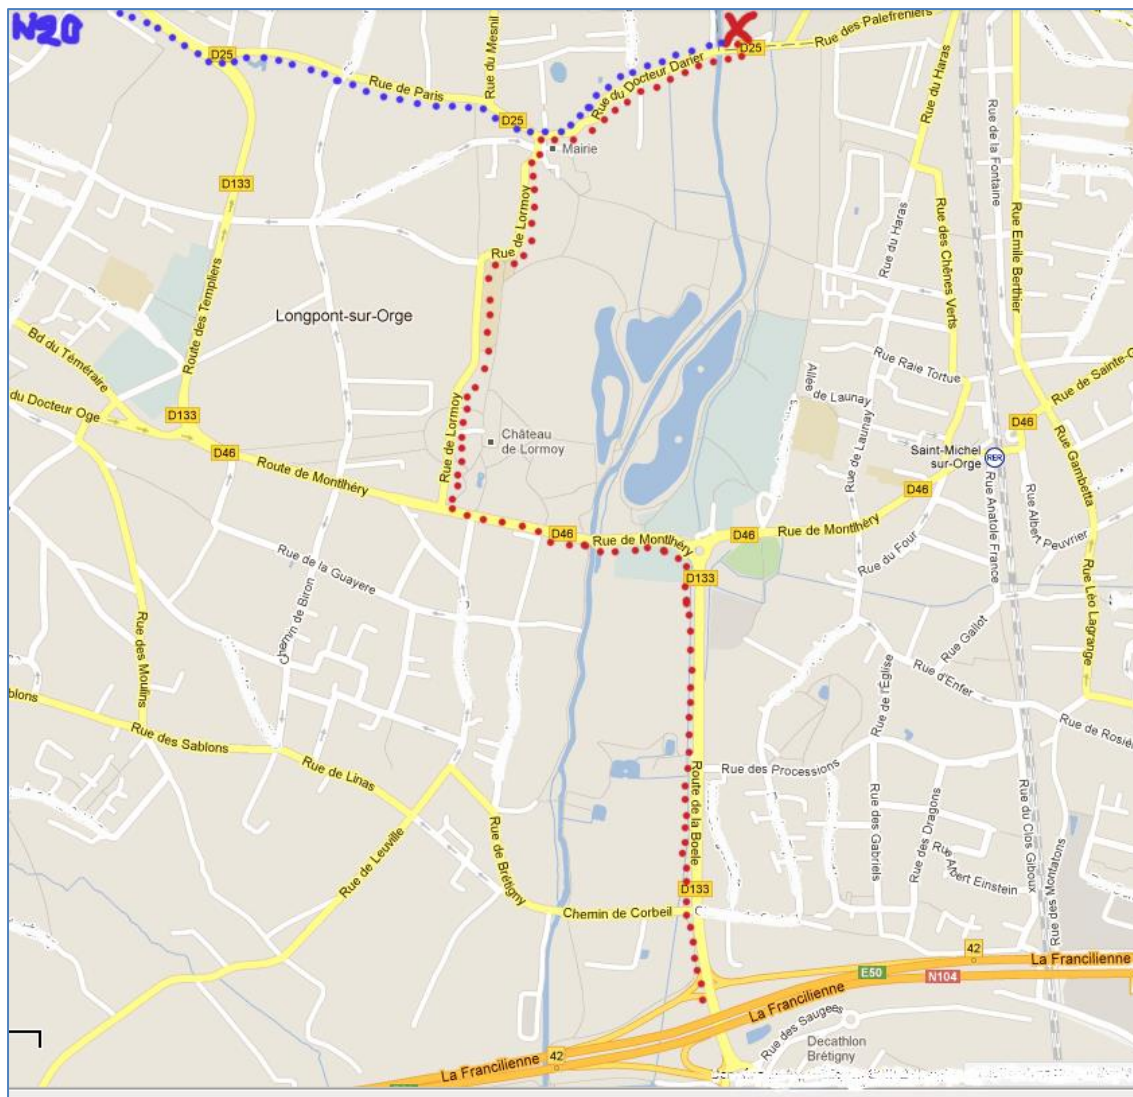 N20
D25
Rue de Paris
Rue du Mesnil
D25
Rue du Docteur Darier
D25
Rue des Palefreniers
Mairie
Rue du Haras
Rue de la Fontaine
Rue Emile Berthier
D133
Rue de Lormoy
Rue de Lormoy
Rue du Haras
Rue des Chênes Verts
Route des Templiers
Longpont-sur-Orge
Bd du Téméraire
du Docteur Oge
D133
D46
Route de Montlhéry
Rue de Lormoy
Château
de Lormoy
Rue Raie Tortue
Allée de Launay
Rue de Launay
Rue de Sainte-G
D46
Saint-Michel
sur-Orge
RER
Rue Gambetta
D46
Rue Anatole France
Rue Albert Peuvrier
D46
Rue de Montlhéry
D46
Rue de Montlhéry
Rue du Four
D133
Rue de la Guayere
Chemin de Biron
Rue des Moulins
Rue Léo Lagrange
Rue Gallot
Rue d'Enfer
Rue de l'Église
Rue de Rosiè
blons
Rue des Sablons
Rue de Linas
Rue des Processions
Route de la Boele
Rue de Leuville
Rue de Brétigny
Rue des Gabriels
Rue des Dragons
Rue Albert Einstein
Rue du Clos Giboux
Rue des Montatons
D133
Chemin de Corbeil
42
La Francilienne
E50
N104
La Francilienne
Rue des Saugees
Decathlon
Brétigny
42
La Francilienne